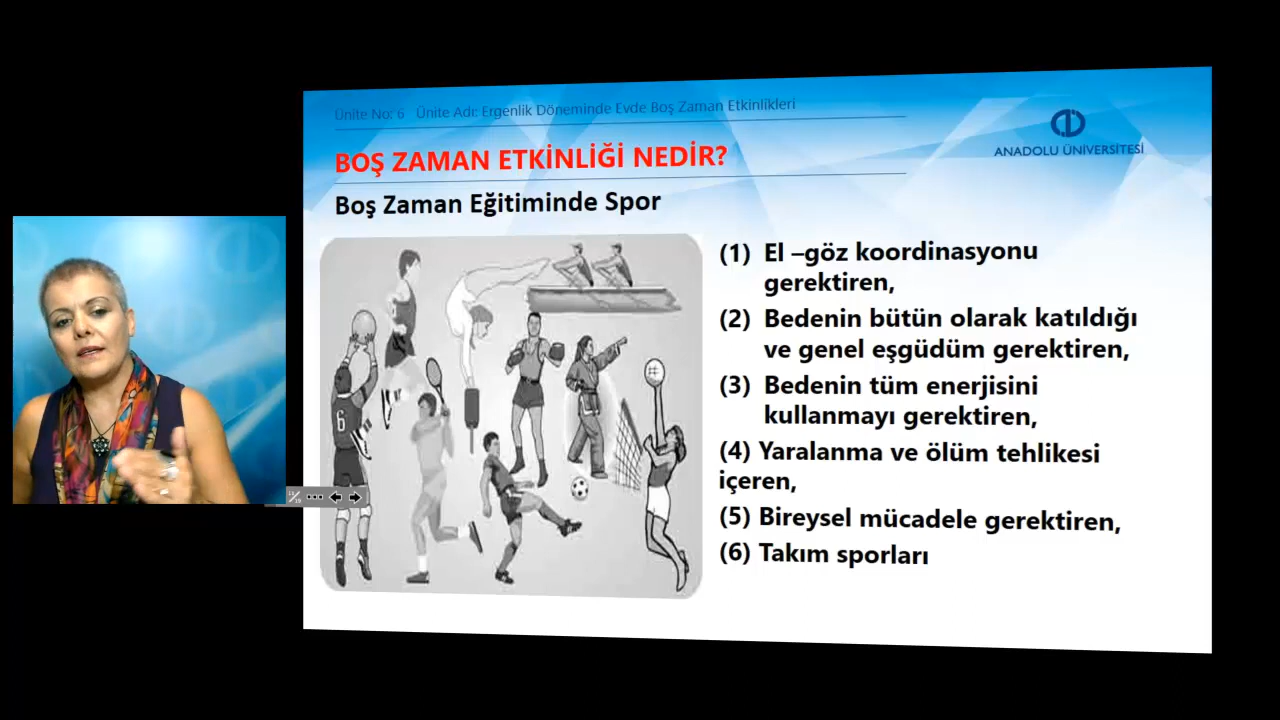 Ünite No: 6 Ünite Adı: Ergenlik Döneminde Evde Boş Zaman Etkinlikleri
ANADOLU ÜNİVERSİTESİ
BOŞ ZAMAN ETKİNLİĞİ NEDİR?
Boş Zaman Eğitiminde Spor
(1) El –göz koordinasyonu
gerektiren,
(2) Bedenin bütün olarak katıldığı
ve genel eşgüdüm gerektiren,
(3) Bedenin tüm enerjisini
kullanmayı gerektiren,
(4) Yaralanma ve ölüm tehlikesi
içeren,
(5) Bireysel mücadele gerektiren,
(6) Takım sporları
6